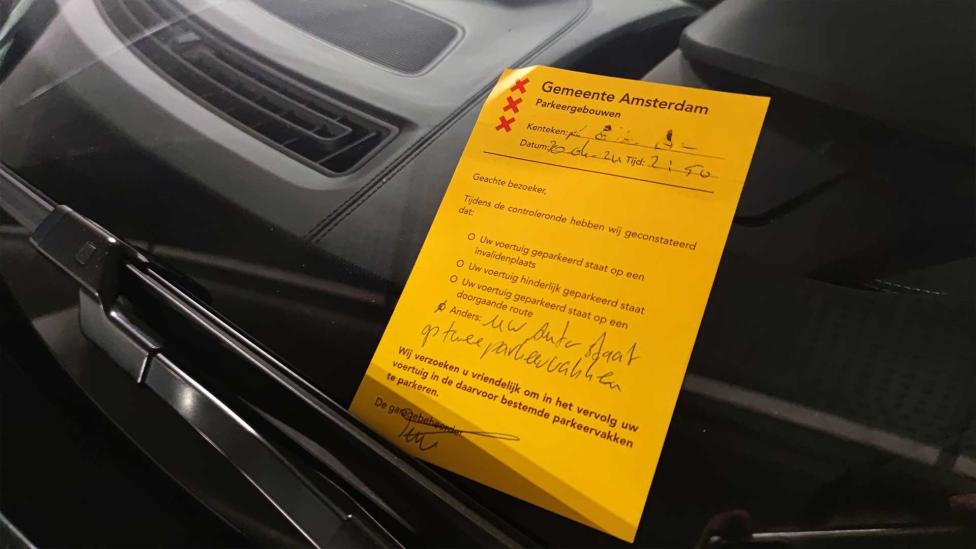 Gemeente Amsterdam
Parkeergebouwen
Kenteken:
Datum: Tijd:
Geachte bezoeker,
Tijdens de controleronde hebben wij geconstateerd
dat:
Uw voertuig geparkeerd staat op een
invalidenplaats
Uw voertuig hinderlijk geparkeerd staat
Uw voertuig geparkeerd staat op een
doorgaande route
Anders: uw auto staat
op twee parkeervakken
Wij verzoeken u vriendelijk om in het vervolg uw
voertuig in de daarvoor bestemde parkeervakken
te parkeren.
De garagebeheerder